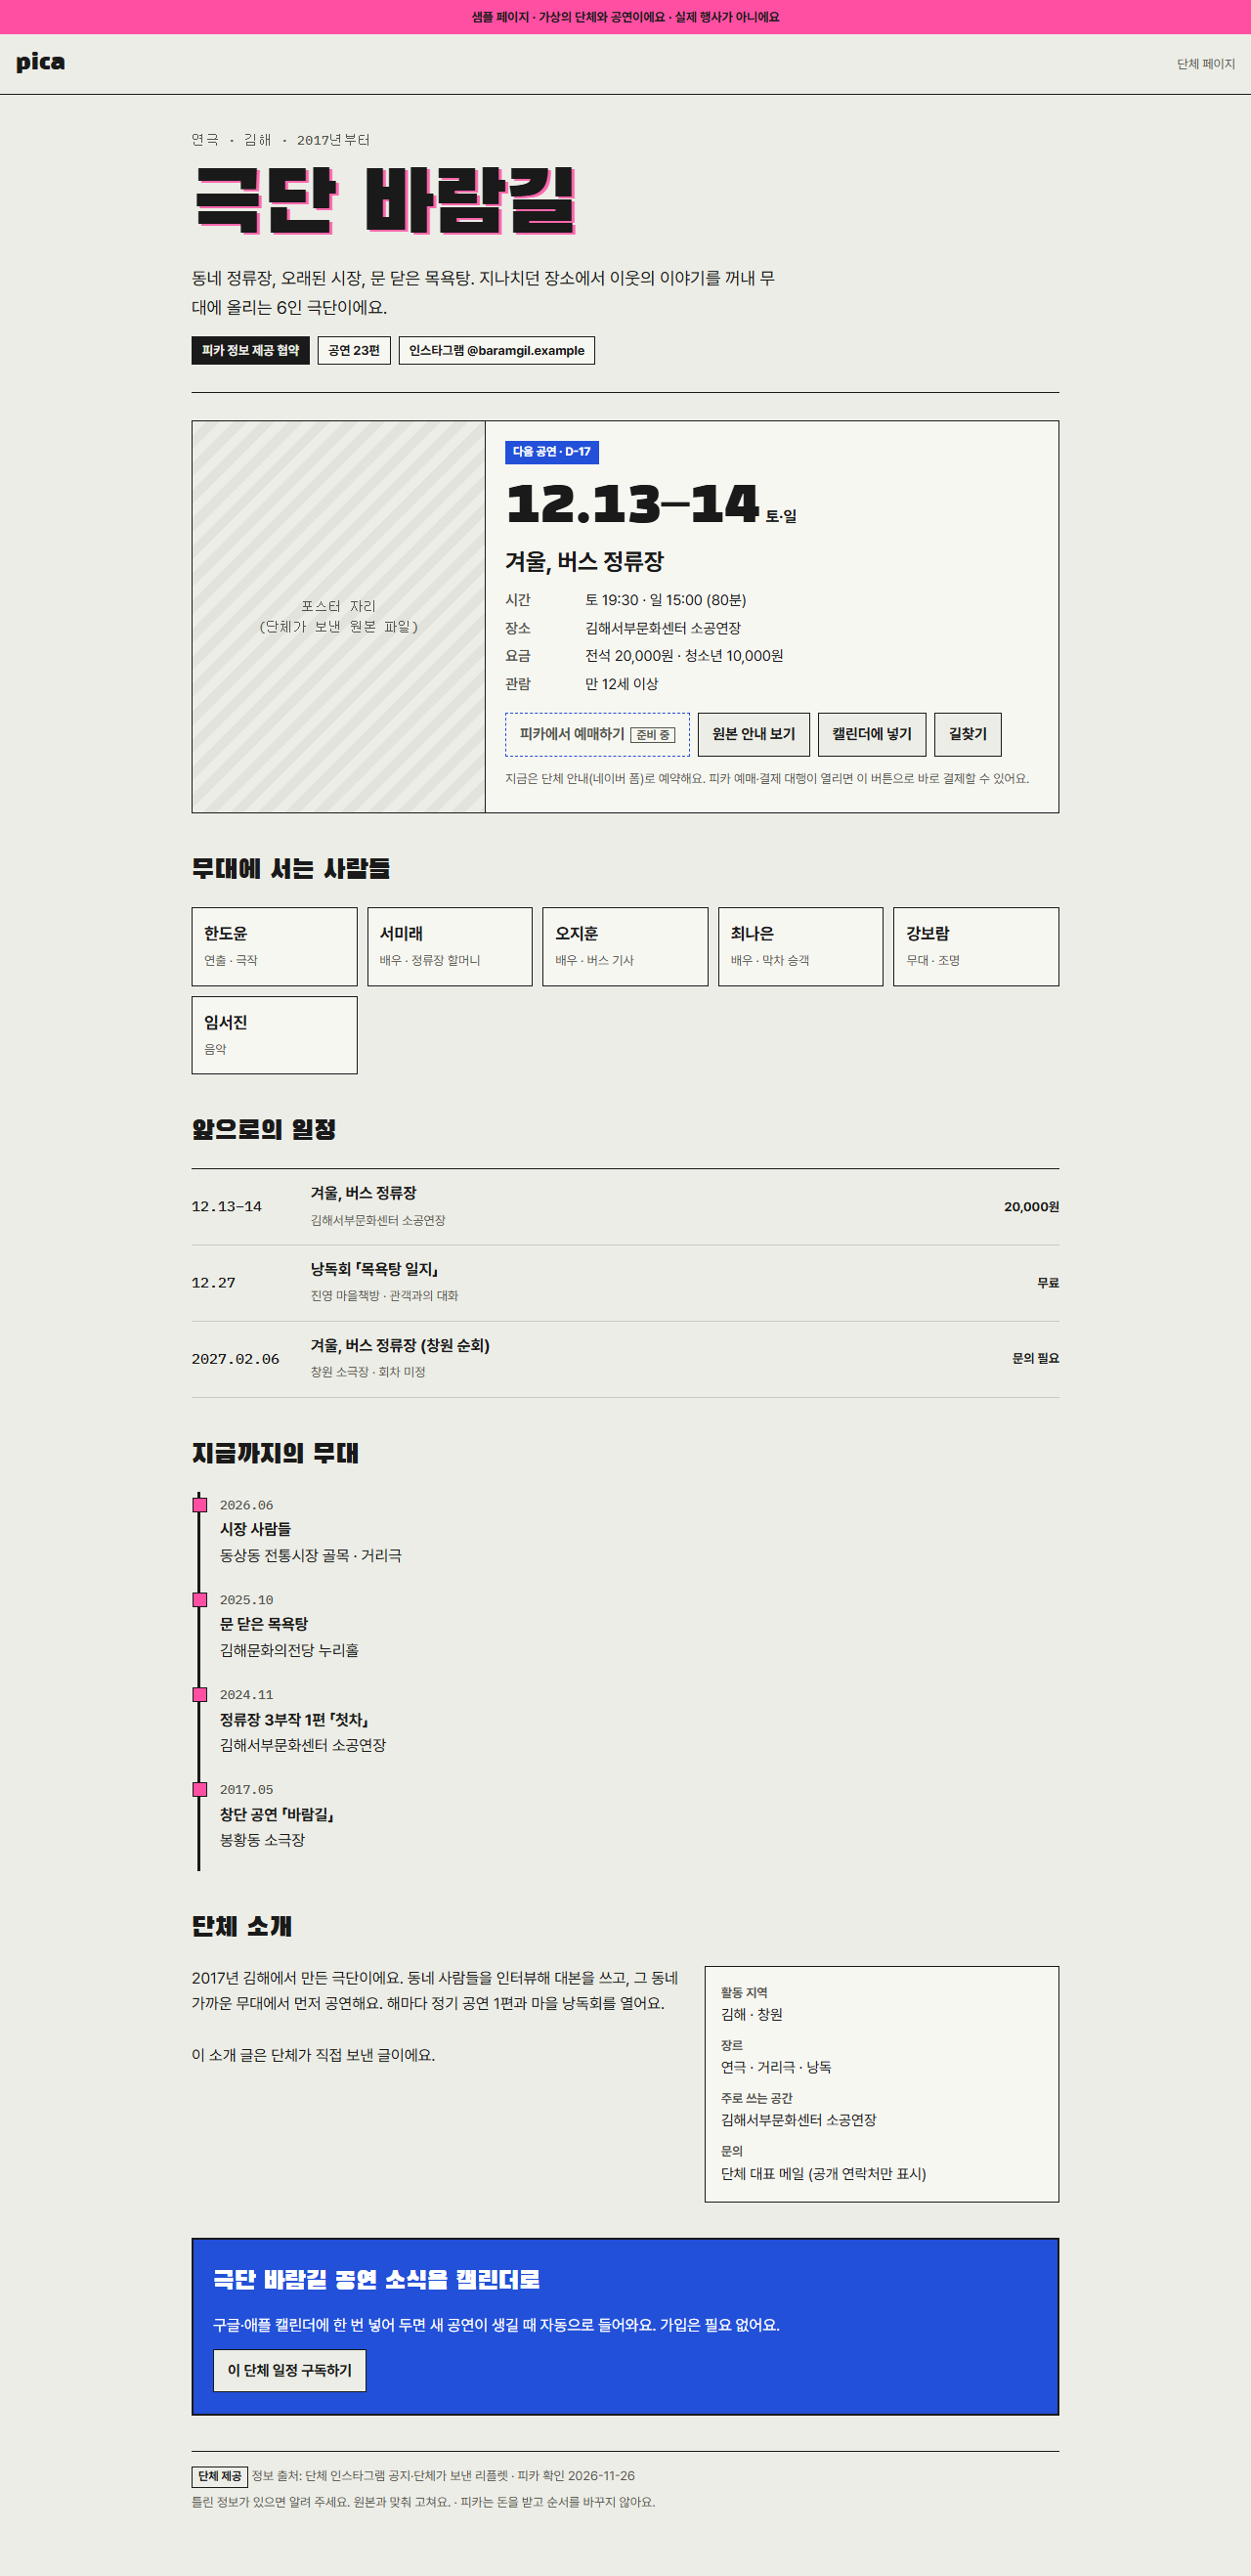 샘플 페이지 · 가상의 단체와 공연이에요 · 실제 행사가 아니에요
pica
단체 페이지
연극 · 김해 · 2017년부터
극단 바람길
동네 정류장, 오래된 시장, 문 닫은 목욕탕. 지나치던 장소에서 이웃의 이야기를 꺼내 무
대에 올리는 6인 극단이에요.
피카 정보 제공 협약
공연 23편
인스타그램 @baramgil.example
포스터 자리
(단체가 보낸 원본 파일)
다음 공연 · D-17
12.13–14 토·일
겨울, 버스 정류장
시간 토 19:30 · 일 15:00 (80분)
장소 김해서부문화센터 소공연장
요금 전석 20,000원 · 청소년 10,000원
관람 만 12세 이상
피카에서 예매하기 준비 중
원본 안내 보기
캘린더에 넣기
길찾기
지금은 단체 안내(네이버 폼)로 예약해요. 피카 예매·결제 대행이 열리면 이 버튼으로 바로 결제할 수 있어요.
무대에 서는 사람들
한도윤
연출 · 극작
서미래
배우 · 정류장 할머니
오지훈
배우 · 버스 기사
최나은
배우 · 막차 승객
강보람
무대 · 조명
임서진
음악
앞으로의 일정
12.13–14
겨울, 버스 정류장
김해서부문화센터 소공연장
20,000원
12.27
낭독회 「목욕탕 일지」
진영 마을책방 · 관객과의 대화
무료
2027.02.06
겨울, 버스 정류장 (창원 순회)
창원 소극장 · 회차 미정
문의 필요
지금까지의 무대
2026.06
시장 사람들
동상동 전통시장 골목 · 거리극
2025.10
문 닫은 목욕탕
김해문화의전당 누리홀
2024.11
정류장 3부작 1편 「첫차」
김해서부문화센터 소공연장
2017.05
창단 공연 「바람길」
봉황동 소극장
단체 소개
2017년 김해에서 만든 극단이에요. 동네 사람들을 인터뷰해 대본을 쓰고, 그 동네
가까운 무대에서 먼저 공연해요. 해마다 정기 공연 1편과 마을 낭독회를 열어요.
이 소개 글은 단체가 직접 보낸 글이에요.
활동 지역
김해 · 창원
장르
연극 · 거리극 · 낭독
주로 쓰는 공간
김해서부문화센터 소공연장
문의
단체 대표 메일 (공개 연락처만 표시)
극단 바람길 공연 소식을 캘린더로
구글·애플 캘린더에 한 번 넣어 두면 새 공연이 생길 때 자동으로 들어와요. 가입은 필요 없어요.
이 단체 일정 구독하기
단체 제공 정보 출처: 단체 인스타그램 공지·단체가 보낸 리플렛 · 피카 확인 2026-11-26
틀린 정보가 있으면 알려 주세요. 원본과 맞춰 고쳐요. · 피카는 돈을 받고 순서를 바꾸지 않아요.